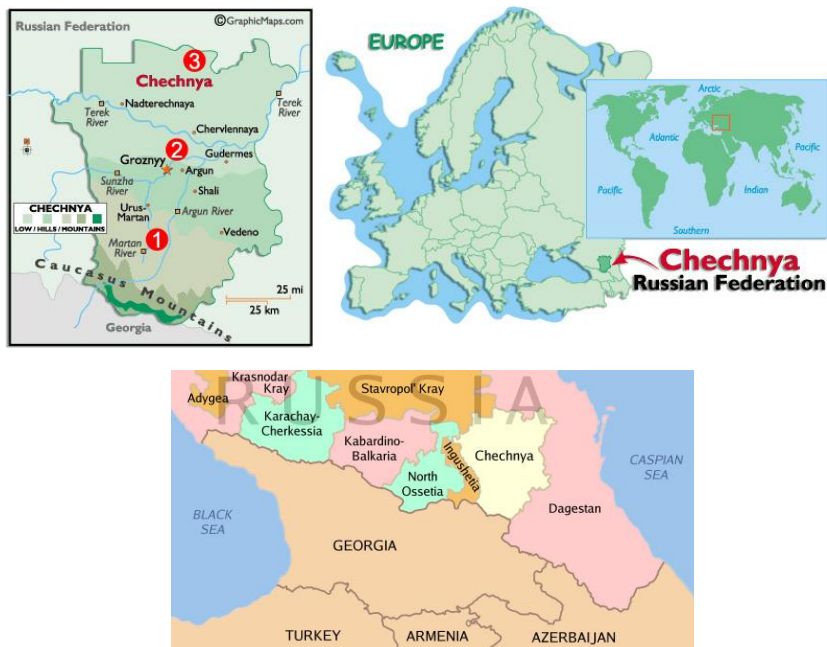 Russian Federation
©GraphicMaps.com
3
Chechnya
Nadterechnaya
Terek
River
Terek
River
Chervlennaya
2
Groznyy
Gudermes
Argun
Sunzha
River
Shali
CHECHNYA
LOW / HILLS / MOUNTAINS
Urus-
Martan
Argun River
1
Martan
River
Vedeno
Caucasus Mountains
25 mi
25 km
Georgia
EUROPE
Arctic
Atlantic
Pacific
Pacific
Indian
Southern
Chechnya
Russian Federation
RUSSIA
Adygea
Krasnodar
Kray
Stavropol' Kray
Karachay-
Cherkessia
Kabardino-
Balkaria
North
Ossetia
Ingushetia
Chechnya
Dagestan
CASPIAN
SEA
BLACK
SEA
GEORGIA
TURKEY
ARMENIA
AZERBAIJAN